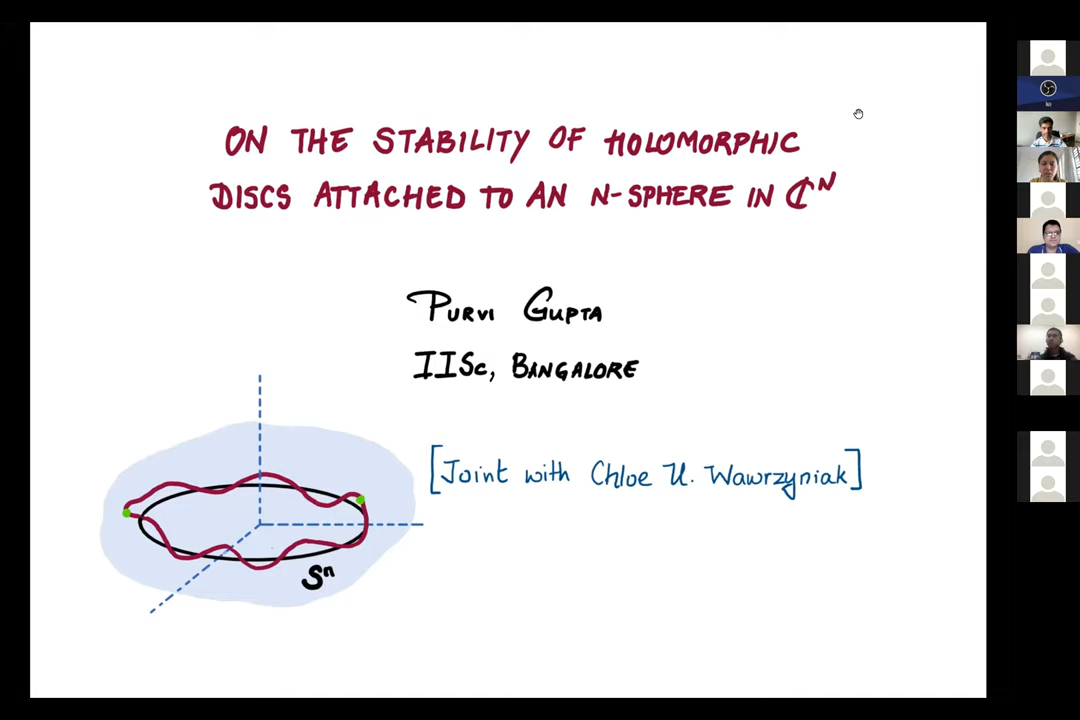 ON THE STABILITY OF HOLOMORPHIC
DISCS ATTACHED TO AN N-SPHERE IN ℂᴺ
PURVI GUPTA
IISc, BANGALORE
[Joint with Chloe U. Wawrzyniak]
Sⁿ